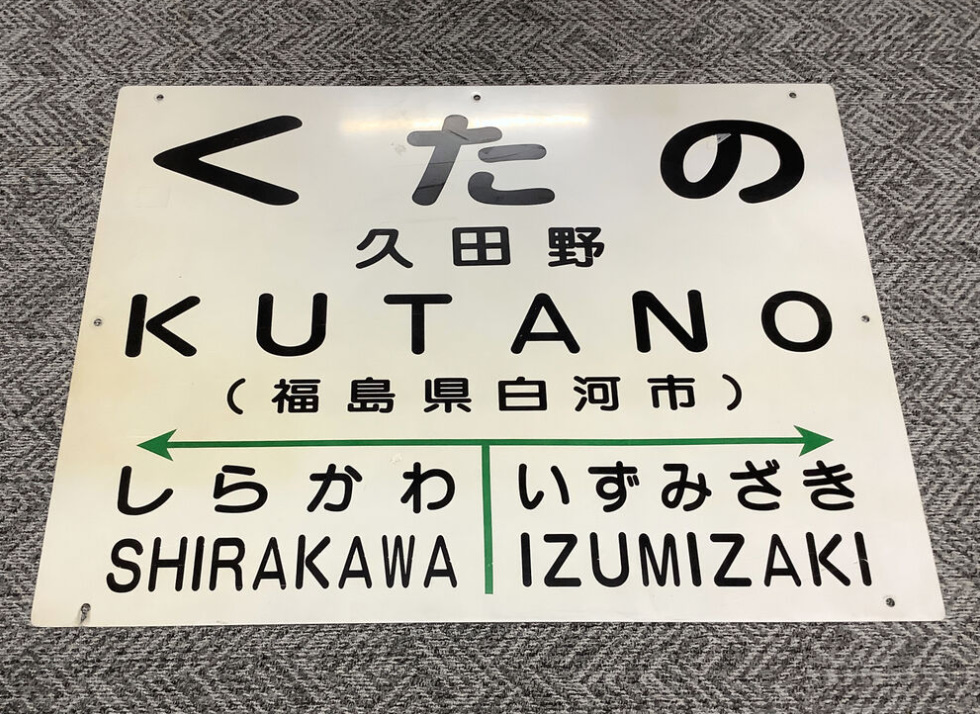 くたの
久田野
KUTANO
(福島県白河市)
しらかわ いずみざき
SHIRAKAWA IZUMIZAKI